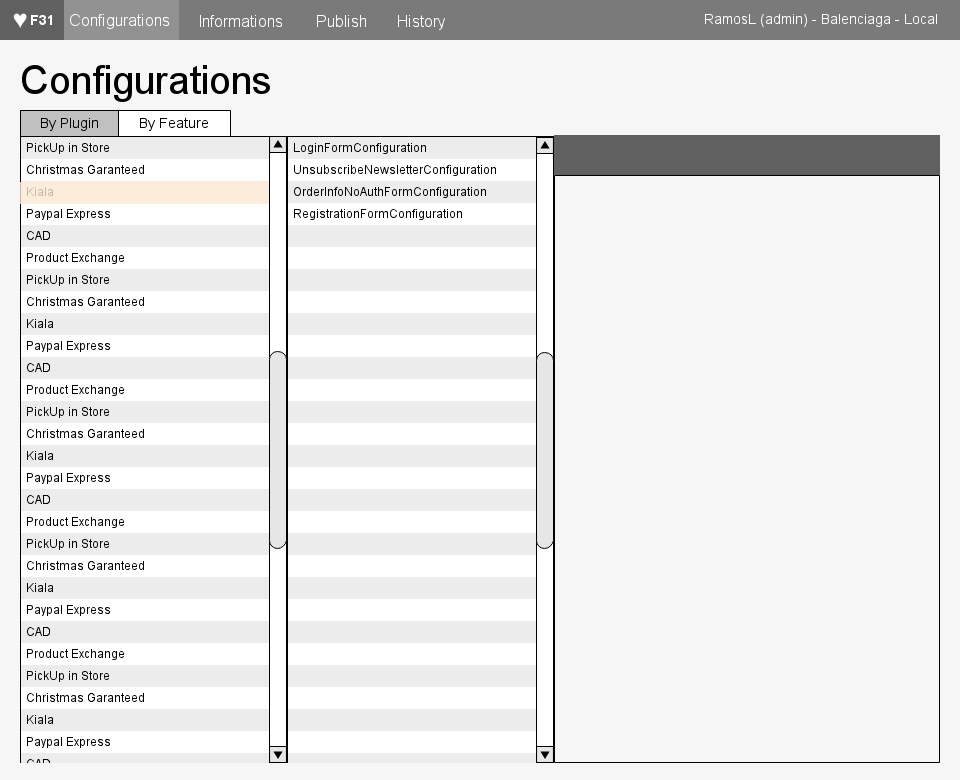 ♥ F31 Configurations Informations Publish History RamosL (admin) - Balenciaga - Local
Configurations
By Plugin By Feature
PickUp in Store
Christmas Garanteed
Kiala
Paypal Express
CAD
Product Exchange
PickUp in Store
Christmas Garanteed
Kiala
Paypal Express
CAD
Product Exchange
PickUp in Store
Christmas Garanteed
Kiala
Paypal Express
CAD
Product Exchange
PickUp in Store
Christmas Garanteed
Kiala
Paypal Express
CAD
Product Exchange
PickUp in Store
Christmas Garanteed
Kiala
Paypal Express
CAD
LoginFormConfiguration
UnsubscribeNewsletterConfiguration
OrderInfoNoAuthFormConfiguration
RegistrationFormConfiguration